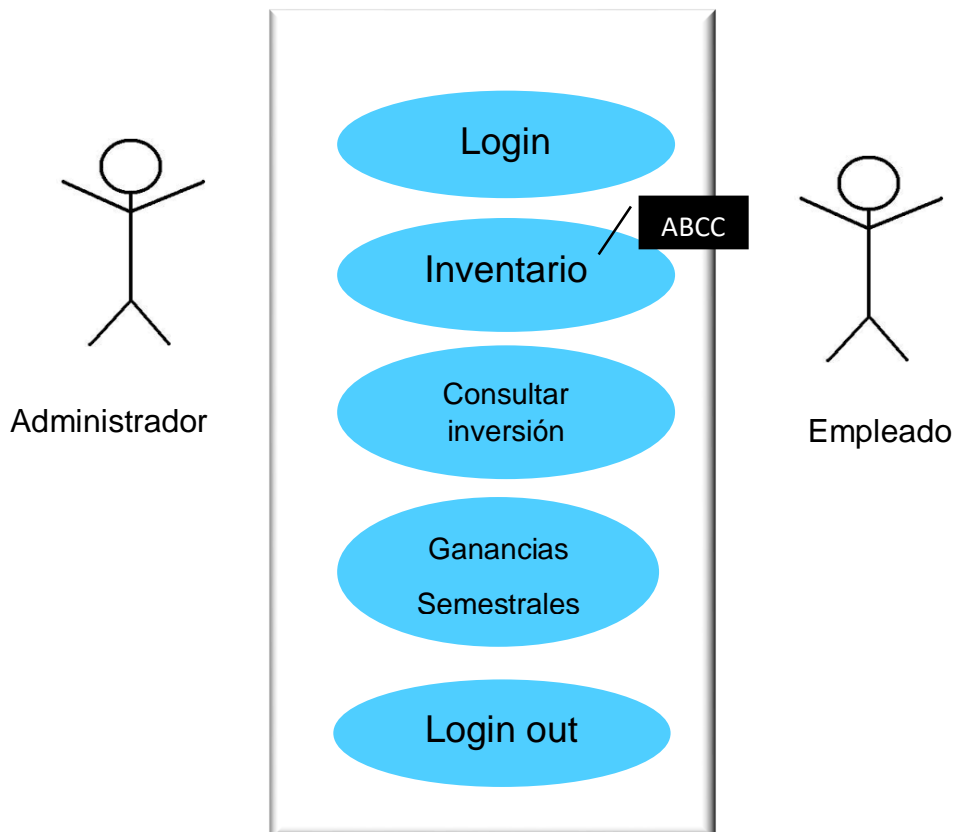 Login
ABCC
Inventario
Consultar
inversión
Administrador
Empleado
Ganancias
Semestrales
Login out